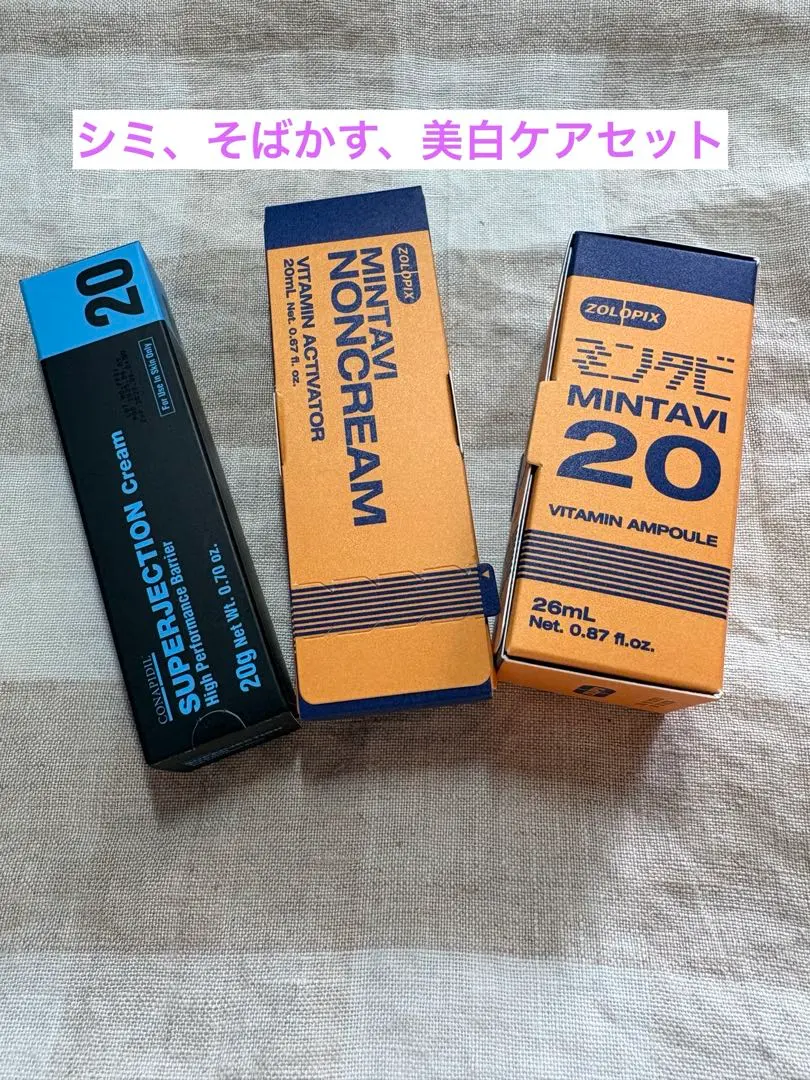 シミ、そばかす、美白ケアセット
20
For Use In Skin Only
CONAPIDIL
SUPERJECTION Cream
High Performance Barrier
20g Net Wt. 0.70 oz.
ZOLOPIX
MINTAVI
NONCREAM
VITAMIN ACTIVATOR
20mL Net. 0.67 fl. oz.
ZOLOPIX
ミンタビ
MINTAVI
20
VITAMIN AMPOULE
26mL
Net. 0.87 fl.oz.